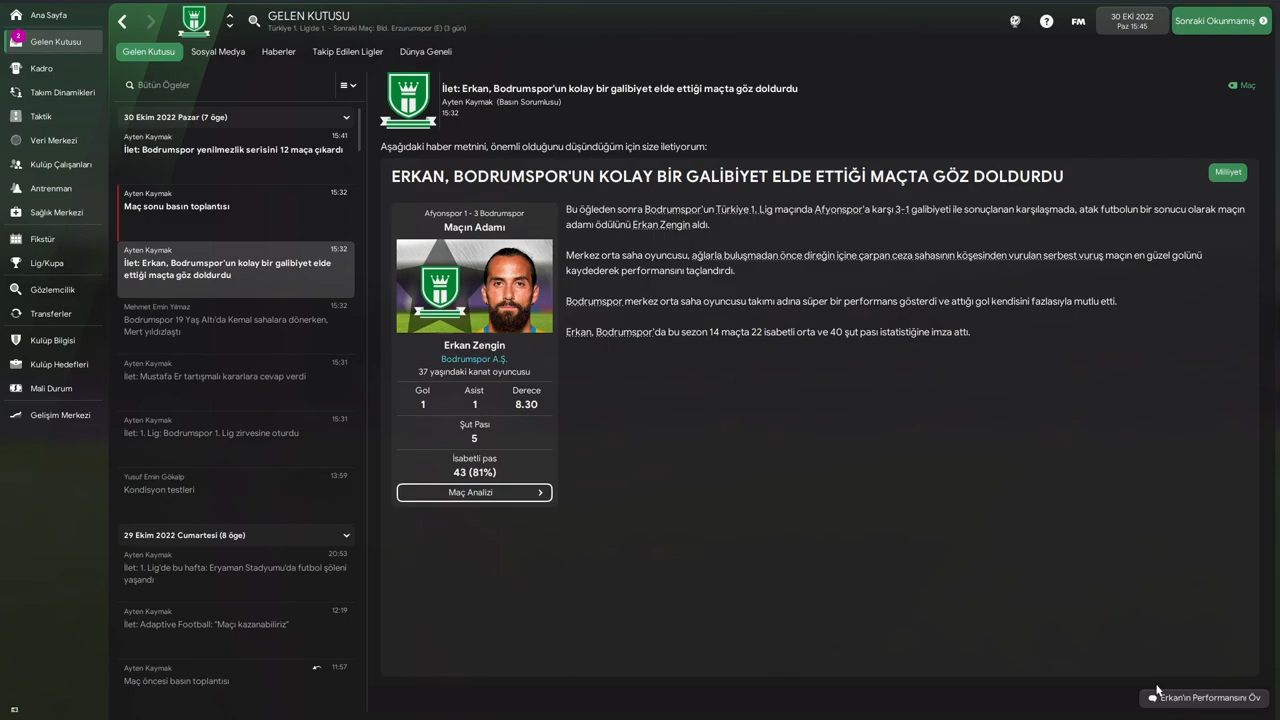 Ana Sayfa
2
Gelen Kutusu
Kadro
Takım Dinamikleri
Taktik
Veri Merkezi
Kulüp Çalışanları
Antrenman
Sağlık Merkezi
Fikstür
Lig/Kupa
Gözlemcilik
Transferler
Kulüp Bilgisi
Kulüp Hedefleri
Mali Durum
Gelişim Merkezi
GELEN KUTUSU
Türkiye 1. Lig'de 1. - Sonraki Maç: Bld. Erzurumspor (E) (3 gün)
?
FM
30 EKİ 2022
Paz 15:45
Sonraki Okunmamış
Gelen Kutusu
Sosyal Medya
Haberler
Takip Edilen Ligler
Dünya Geneli
Bütün Ögeler
30 Ekim 2022 Pazar (7 öge)
Ayten Kaymak 15:41
İlet: Bodrumspor yenilmezlik serisini 12 maça çıkardı
Ayten Kaymak 15:32
Maç sonu basın toplantısı
Ayten Kaymak 15:32
İlet: Erkan, Bodrumspor'un kolay bir galibiyet elde
ettiği maçta göz doldurdu
Mehmet Emin Yılmaz 15:32
Bodrumspor 19 Yaş Altı'da Kemal sahalara dönerken,
Mert yıldızlaştı
Ayten Kaymak 15:31
İlet: Mustafa Er tartışmalı kararlara cevap verdi
Ayten Kaymak 15:31
İlet: 1. Lig: Bodrumspor 1. Lig zirvesine oturdu
Yusuf Emin Gökalp 13:59
Kondisyon testleri
29 Ekim 2022 Cumartesi (8 öge)
Ayten Kaymak 20:53
İlet: 1. Lig'de bu hafta: Eryaman Stadyumu'da futbol şöleni
yaşandı
Ayten Kaymak 12:19
İlet: Adaptive Football: "Maçı kazanabiliriz"
Ayten Kaymak 11:57
Maç öncesi basın toplantısı
İlet: Erkan, Bodrumspor'un kolay bir galibiyet elde ettiği maçta göz doldurdu
Ayten Kaymak (Basın Sorumlusu)
15:32
Maç
Aşağıdaki haber metnini, önemli olduğunu düşündüğüm için size iletiyorum:
ERKAN, BODRUMSPOR'UN KOLAY BİR GALİBİYET ELDE ETTİĞİ MAÇTA GÖZ DOLDURDU
Milliyet
Afyonspor 1 - 3 Bodrumspor
Maçın Adamı
Erkan Zengin
Bodrumspor A.Ş.
37 yaşındaki kanat oyuncusu
Gol Asist Derece
1 1 8.30
Şut Pası
5
İsabetli pas
43 (81%)
Maç Analizi
Bu öğleden sonra Bodrumspor'un Türkiye 1. Lig maçında Afyonspor'a karşı 3-1 galibiyeti ile sonuçlanan karşılaşmada, atak futbolun bir sonucu olarak maçın
adamı ödülünü Erkan Zengin aldı.
Merkez orta saha oyuncusu, ağlarla buluşmadan önce direğin içine çarpan ceza sahasının köşesinden vurulan serbest vuruş maçın en güzel golünü
kaydederek performansını taçlandırdı.
Bodrumspor merkez orta saha oyuncusu takımı adına süper bir performans gösterdi ve attığı gol kendisini fazlasıyla mutlu etti.
Erkan, Bodrumspor'da bu sezon 14 maçta 22 isabetli orta ve 40 şut pası istatistiğine imza attı.
Erkan'ın Performansını Öv